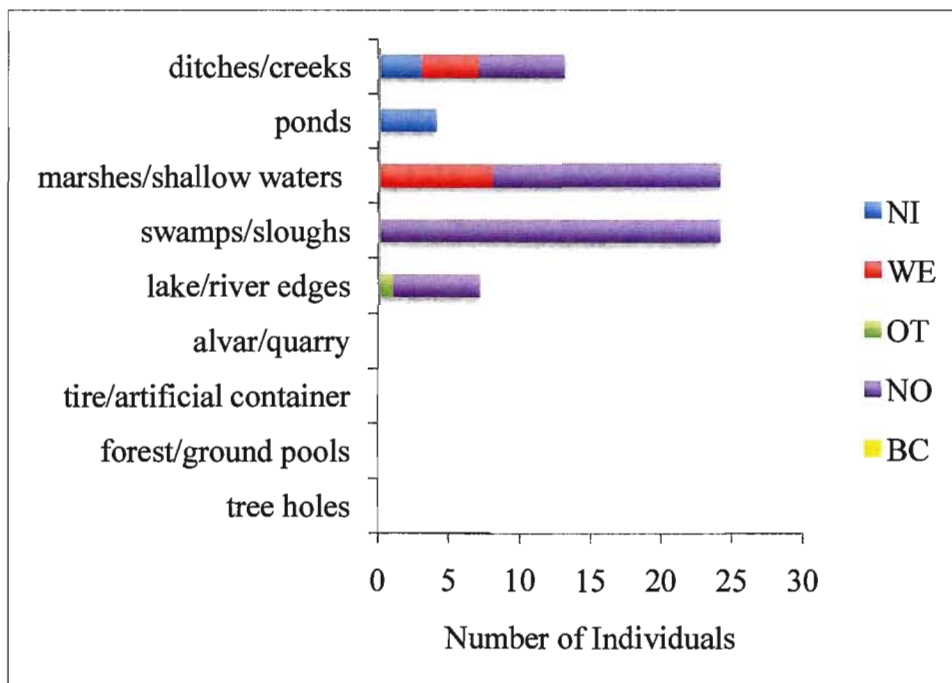 ditches/creeks
ponds
marshes/shallow waters
swamps/sloughs
lake/river edges
alvar/quarry
tire/artificial container
forest/ground pools
tree holes
0 5 10 15 20 25 30
Number of Individuals
NI
WE
OT
NO
BC